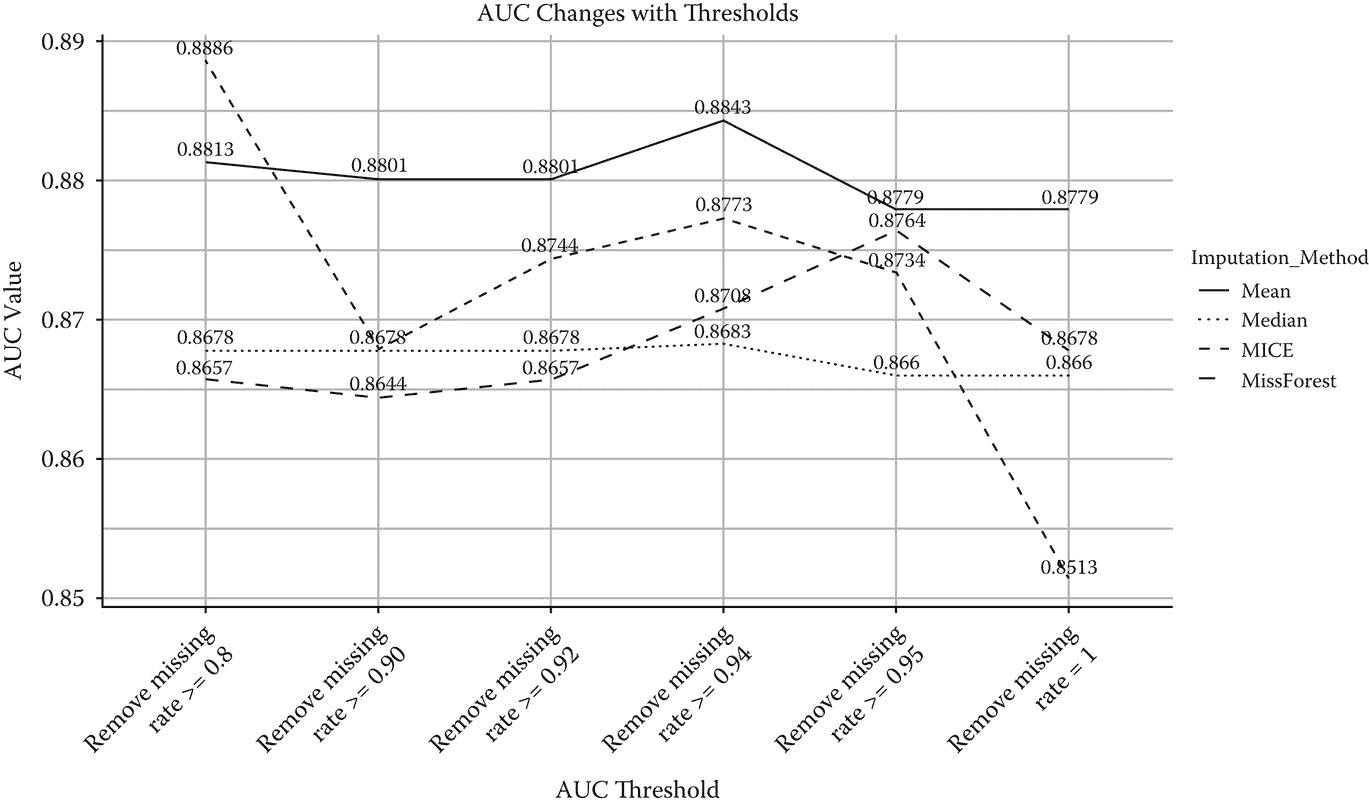 AUC Changes with Thresholds
AUC Value
0.89
0.88
0.87
0.86
0.85
0.8886
0.8813
0.8678
0.8657
0.8801
0.8678
0.8644
0.8801
0.8744
0.8678
0.8657
0.8843
0.8773
0.8708
0.8683
0.8779
0.8764
0.8734
0.866
0.8779
0.8678
0.866
0.8513
Remove missing
rate >= 0.8
Remove missing
rate >= 0.90
Remove missing
rate >= 0.92
Remove missing
rate >= 0.94
Remove missing
rate >= 0.95
Remove missing
rate = 1
AUC Threshold
Imputation_Method
Mean
Median
MICE
MissForest